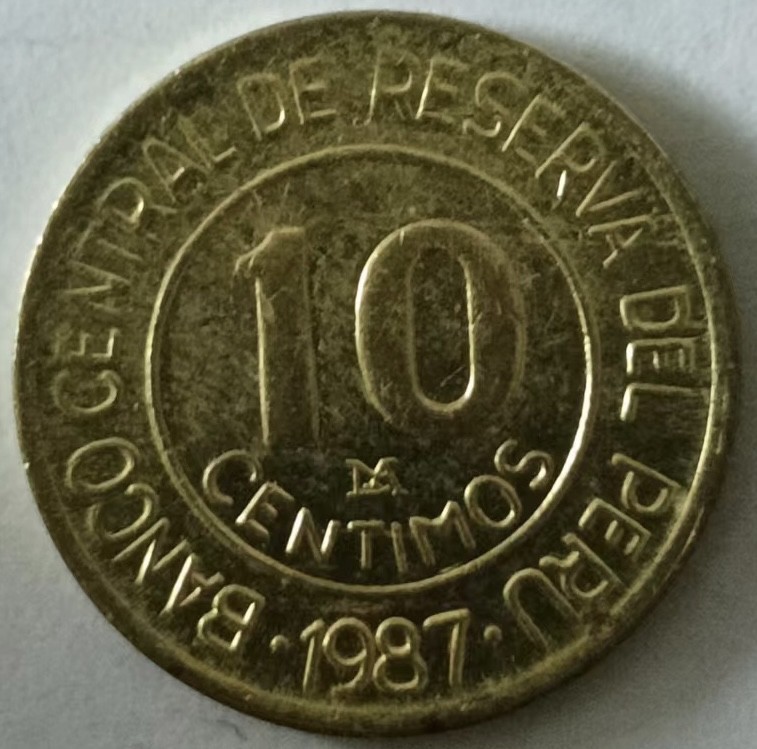 BANCO CENTRAL DE RESERVA DEL PERU
10
CENTIMOS
·1987·